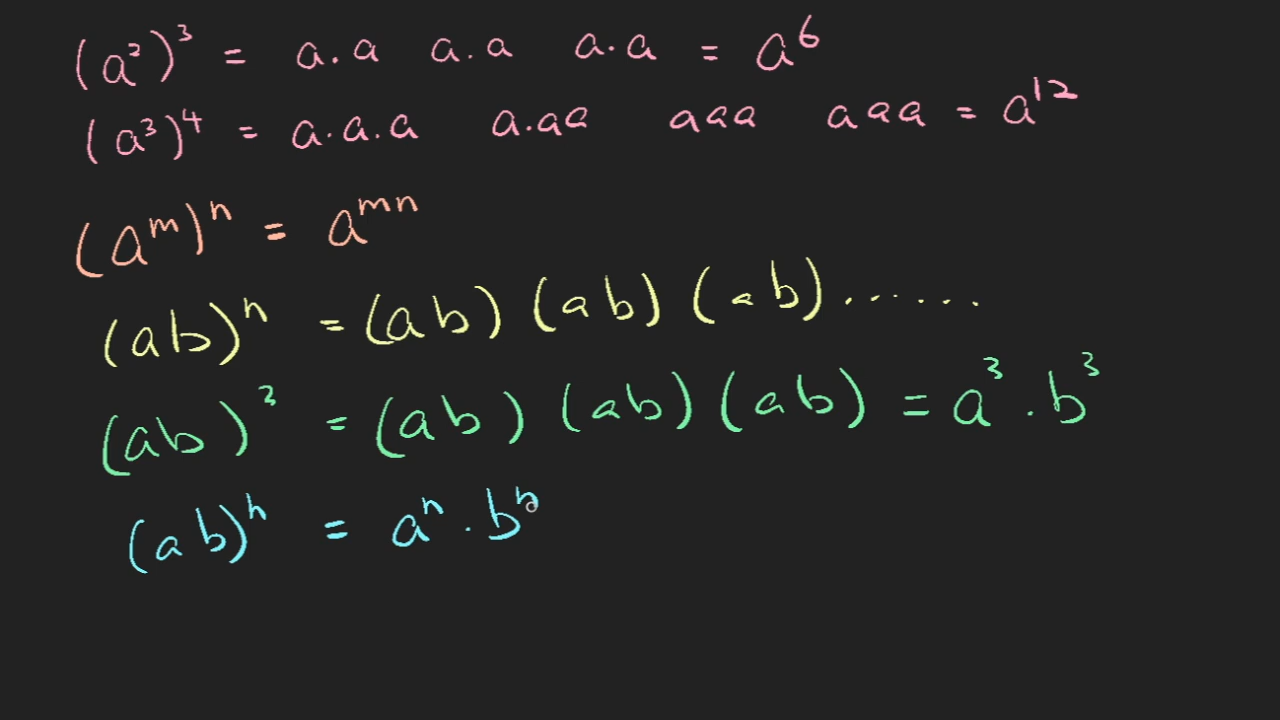 (a²)³ = a.a a.a a.a = a⁶
(a³)⁴ = a.a.a a.aa aaa aaa = a¹²
(aᵐ)ⁿ = aᵐⁿ
(ab)ⁿ = (ab) (ab) (ab) .......
(ab)³ = (ab) (ab) (ab) = a³ . b³
(ab)ⁿ = aⁿ . bⁿ